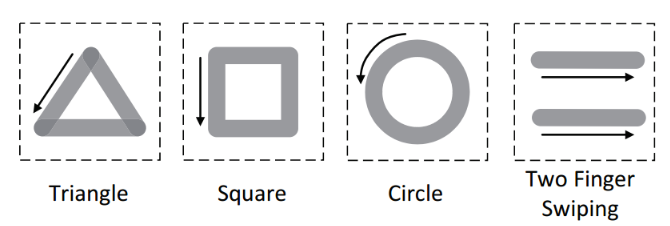 Triangle
Square
Circle
Two Finger
Swiping